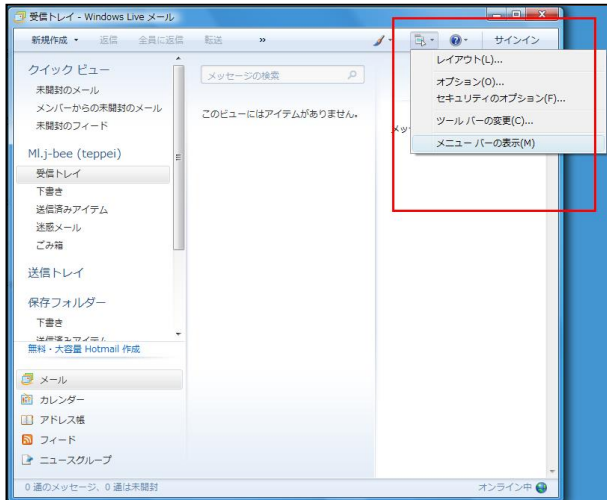 受信トレイ - Windows Live メール
新規作成 返信 全員に返信 転送 » サインイン
レイアウト(L)...
オプション(O)...
セキュリティのオプション(F)...
ツール バーの変更(C)...
メニュー バーの表示(M)
クイック ビュー
未開封のメール
メンバーからの未開封のメール
未開封のフィード
Ml.j-bee (teppei)
受信トレイ
下書き
送信済みアイテム
迷惑メール
ごみ箱
送信トレイ
保存フォルダー
下書き
送信済みアイテム
無料・大容量 Hotmail 作成
メール
カレンダー
アドレス帳
フィード
ニュースグループ
メッセージの検索
このビューにはアイテムがありません。
メッ
0 通のメッセージ、0 通は未開封
オンライン中